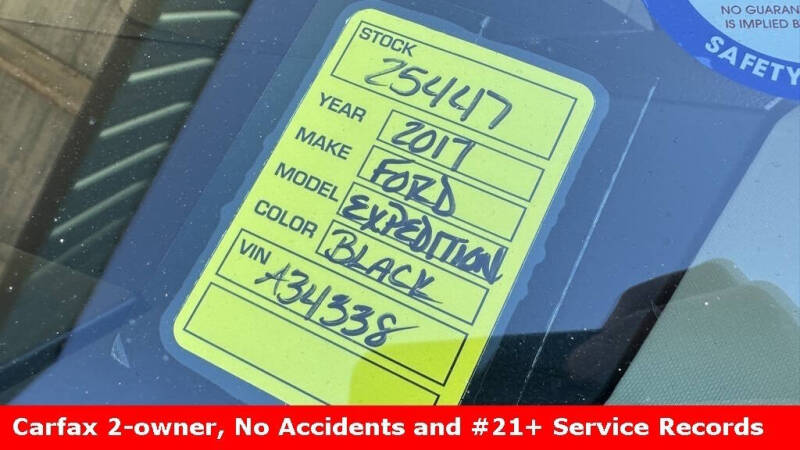 NO GUARAN
IS IMPLIED B
SAFETY
STOCK 25447
YEAR 2017
MAKE FORD
MODEL EXPEDITION
COLOR BLACK
VIN A34338
Carfax 2-owner, No Accidents and #21+ Service Records